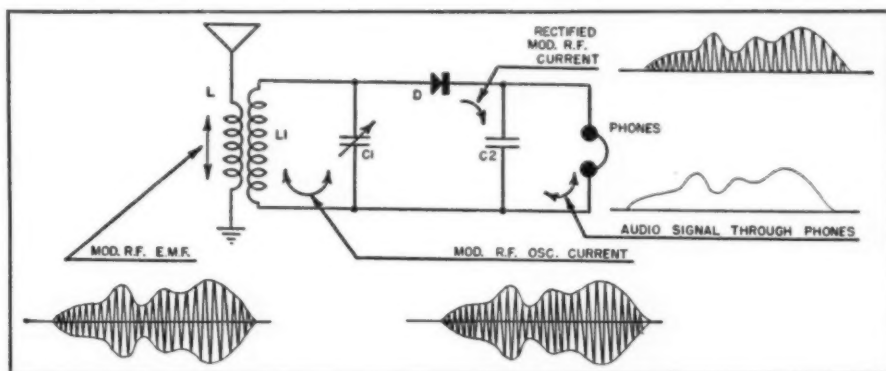 RECTIFIED
MOD. R.F.
CURRENT
L
L1
C1
D
C2
PHONES
AUDIO SIGNAL THROUGH PHONES
MOD. R.F. E.M.F.
MOD. R.F. OSC. CURRENT